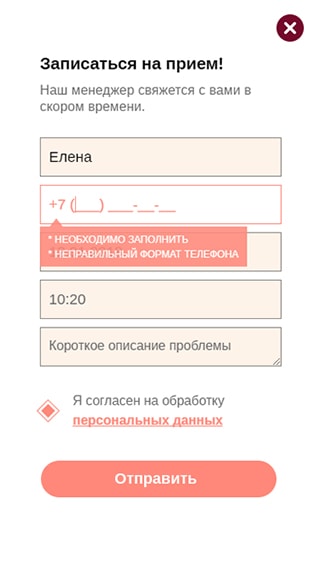 Записаться на прием!
Наш менеджер свяжется с вами в
скором времени.
Елена
+7 (___) ___-__-__
* НЕОБХОДИМО ЗАПОЛНИТЬ
* НЕПРАВИЛЬНЫЙ ФОРМАТ ТЕЛЕФОНА
10:20
Короткое описание проблемы
Я согласен на обработку
персональных данных
Отправить